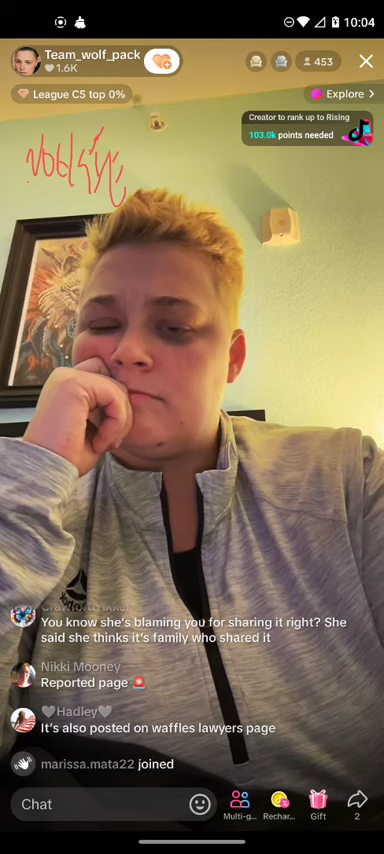 10:04
Team_wolf_pack
1.6K
453
League C5 top 0%
Explore >
Creator to rank up to Rising
103.0k points needed
You know she's blaming you for sharing it right? She
said she thinks it's family who shared it
Nikki Mooney
Reported page 🚨
🩶Hadley🩶
It's also posted on waffles lawyers page
marissa.mata22 joined
Chat
Multi-g...
Rechar...
Gift
2